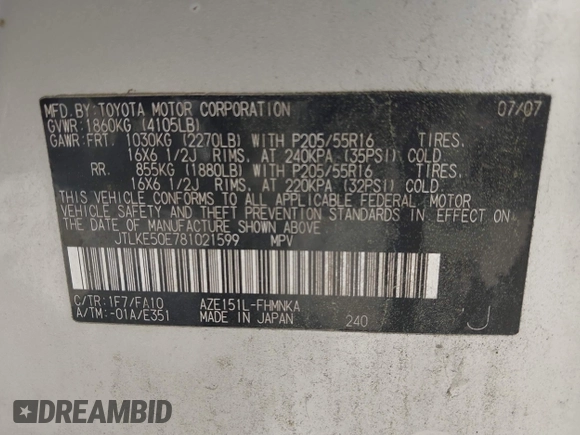 MFD.BY:TOYOTA MOTOR CORPORATION 07/07
GVWR:1860KG (4105LB)
GAWR:FRT. 1030KG (2270LB) WITH P205/55R16 TIRES,
16X6 1/2J RIMS, AT 240KPA (35PSI) COLD
RR. 855KG (1880LB) WITH P205/55R16 TIRES,
16X6 1/2J RIMS, AT 220KPA (32PSI) COLD
THIS VEHICLE CONFORMS TO ALL APPLICABLE FEDERAL MOTOR
VEHICLE SAFETY AND THEFT PREVENTION STANDARDS IN EFFECT ON
THE DATE OF MANUFACTURE SHOWN ABOVE.
JTLKE50E781021599 MPV
C/TR:1F7/FA10 AZE151L-FHMNKA
A/TM:-01A/E351 MADE IN JAPAN 240 J
DREAMBID